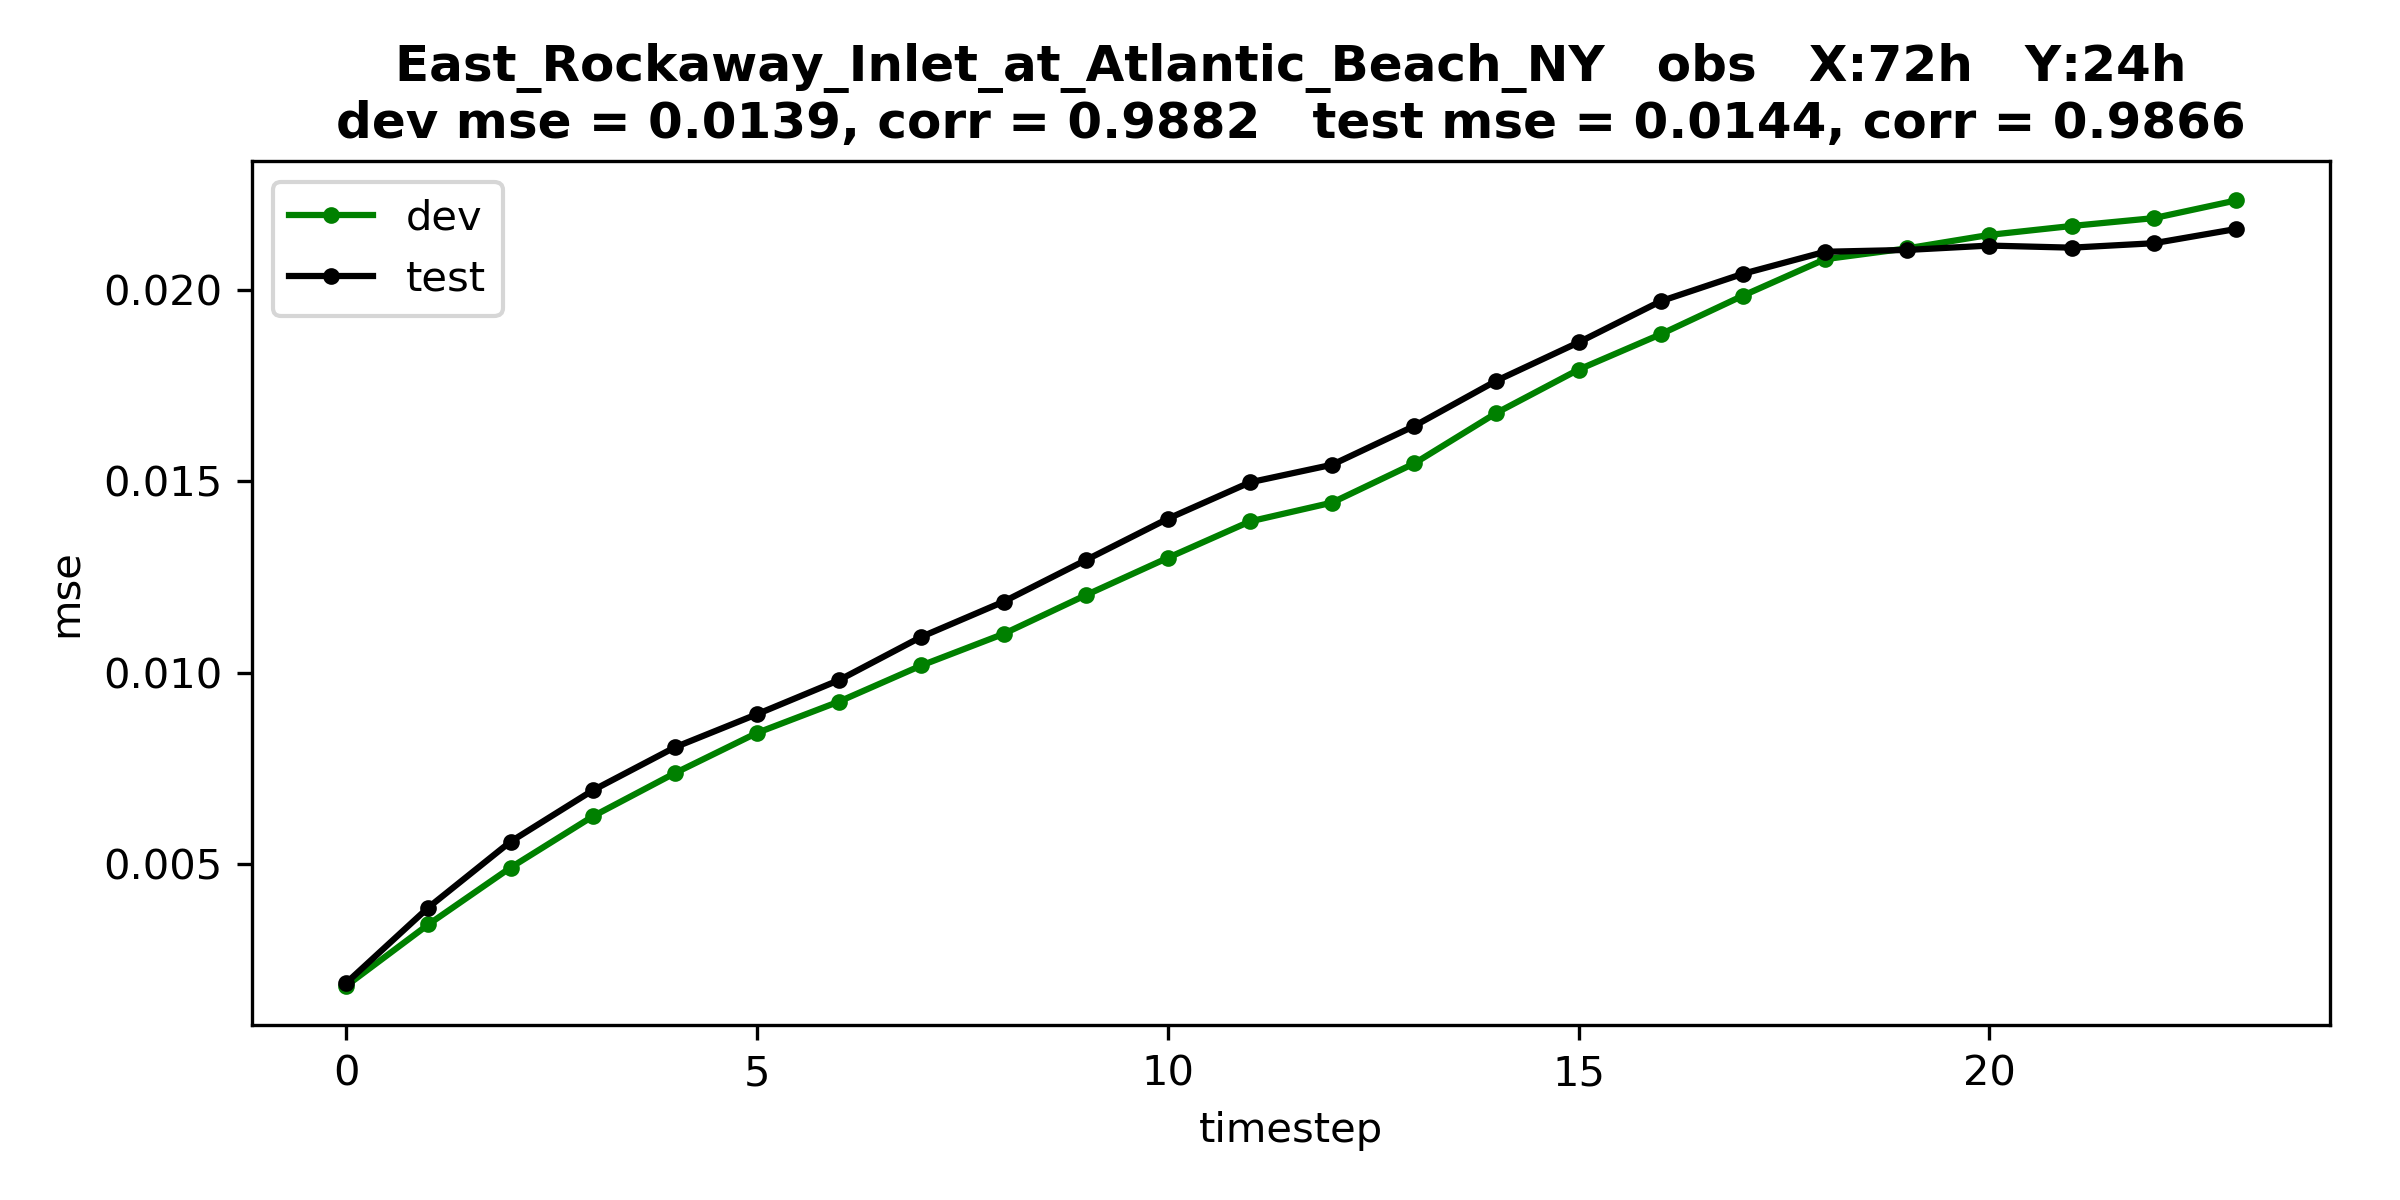 East_Rockaway_Inlet_at_Atlantic_Beach_NY   obs   X:72h   Y:24h
dev mse = 0.0139, corr = 0.9882   test mse = 0.0144, corr = 0.9866
dev
test
0.020
0.015
0.010
0.005
mse
0 5 10 15 20
timestep